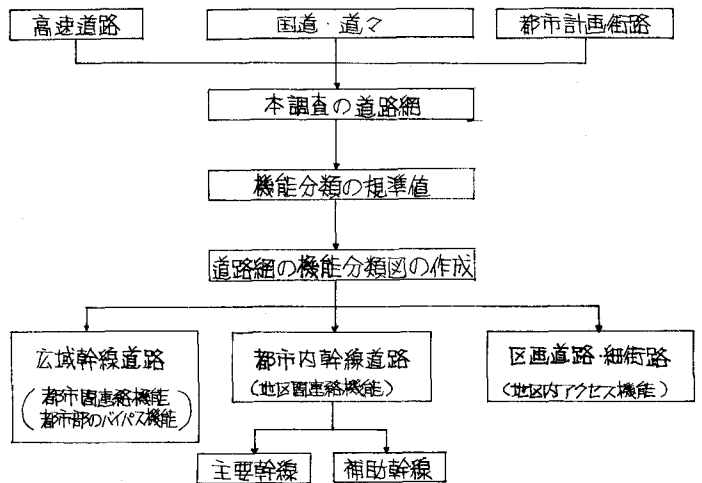 高速道路
国道・道々
都市計画街路
本調査の道路網
機能分類の規準値
道路網の機能分類図の作成
広域幹線道路
(都市間連絡機能
都市部のバイパス機能)
都市内幹線道路
(地区間連絡機能)
区画道路・細街路
(地区内アクセス機能)
主要幹線
補助幹線